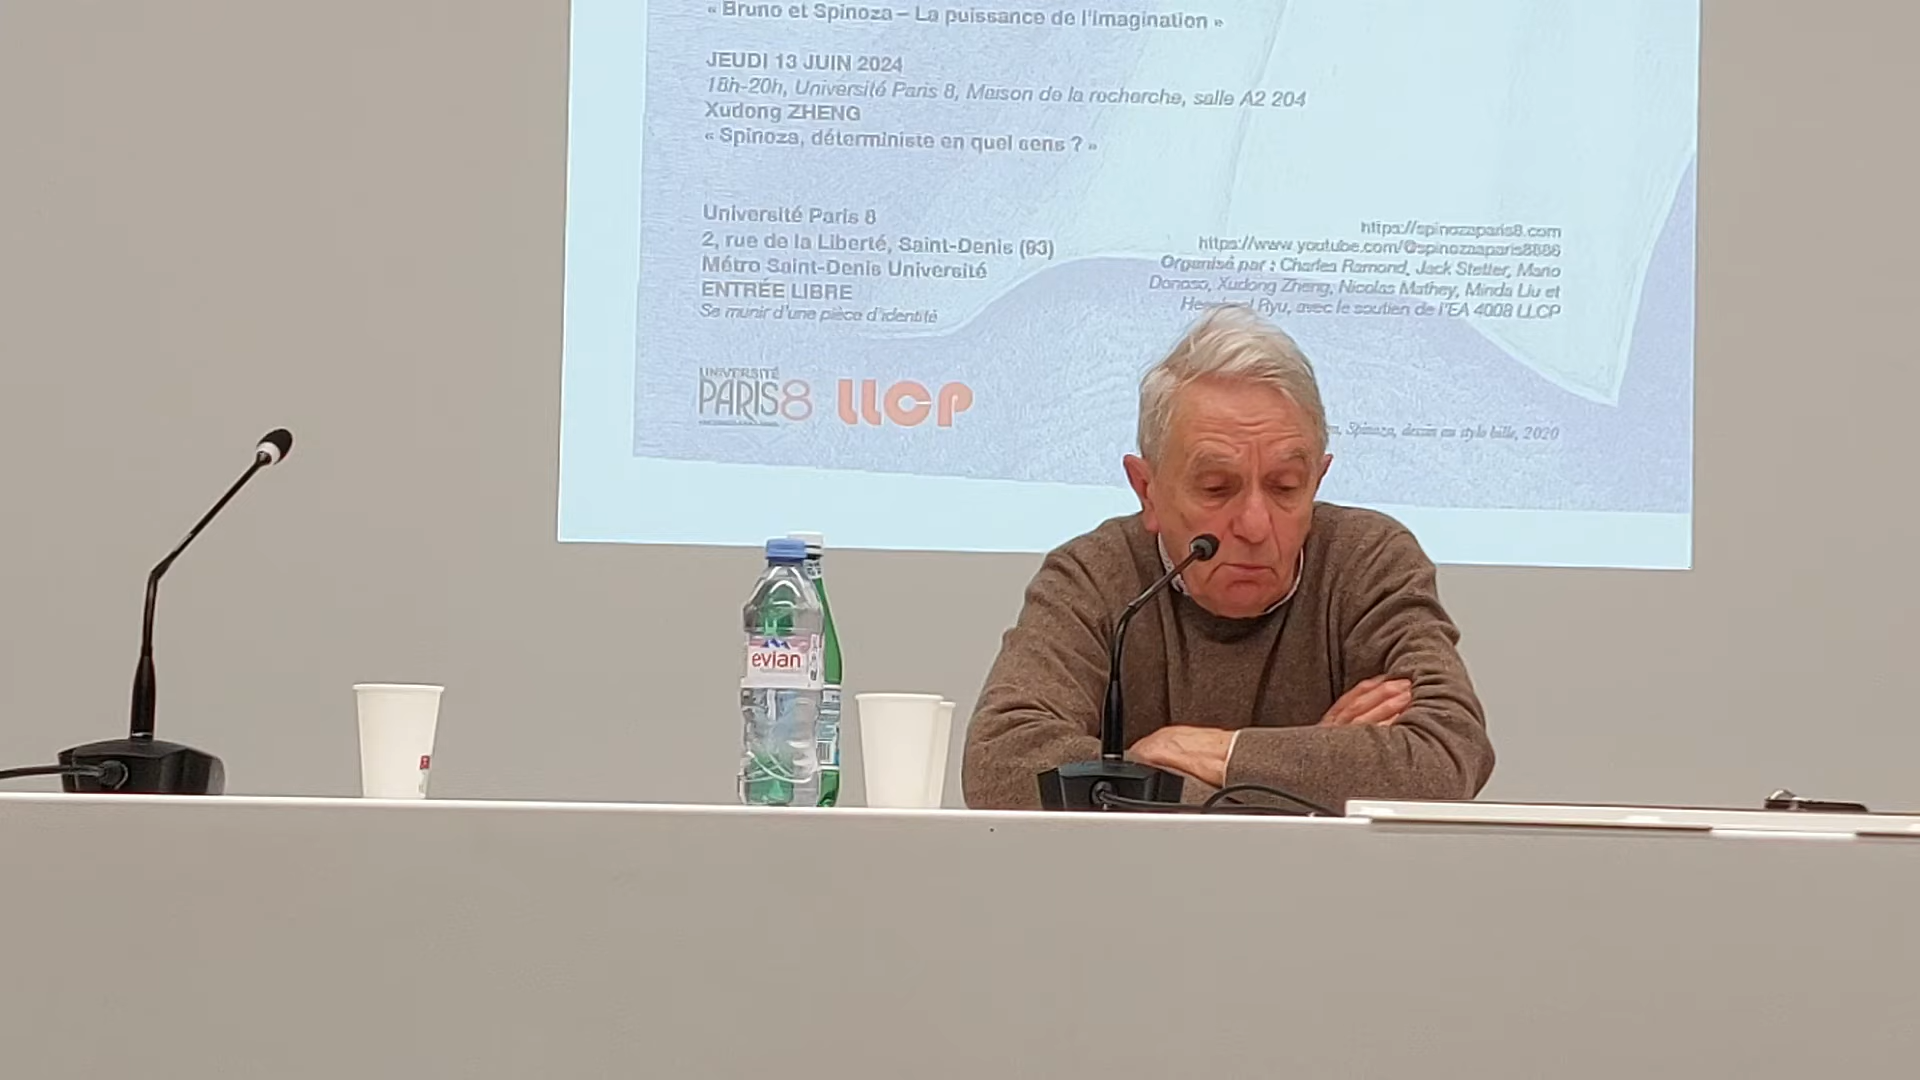 « Bruno et Spinoza – La puissance de l'imagination »
JEUDI 13 JUIN 2024
18h-20h, Université Paris 8, Maison de la recherche, salle A2 204
Xudong ZHENG
« Spinoza, déterministe en quel sens ? »
Université Paris 8
2, rue de la Liberté, Saint-Denis (93)
Métro Saint-Denis Université
ENTRÉE LIBRE
Se munir d'une pièce d'identité
https://spinozaparis8.com
https://www.youtube.com/@spinozaaparis8886
Organisé par : Charles Ramond, Jack Stetter, Mario
Donoso, Xudong Zheng, Nicolas Mathey, Minda Liu et
Ryu, avec le soutien de l'EA 4008 LLCP
UNIVERSITÉ
PARIS8
LLCP
Spinoza, dessin au stylo bille, 2020
evian